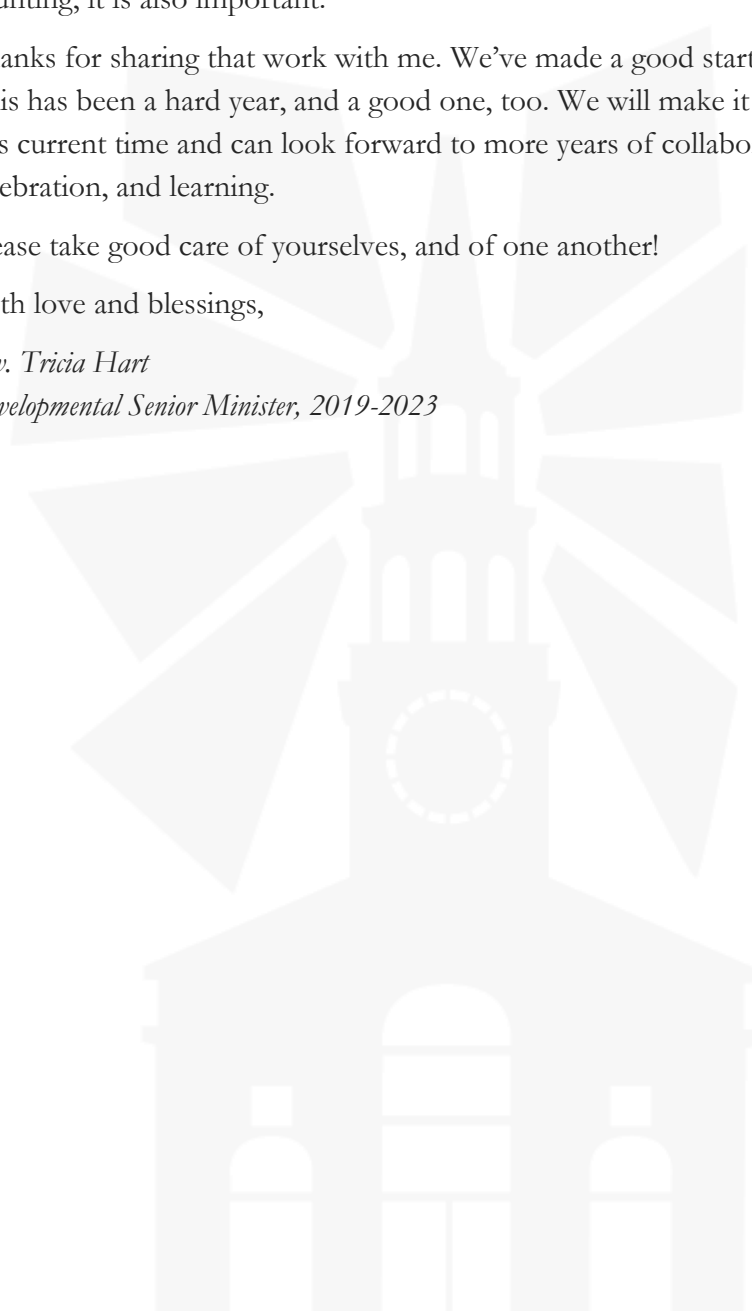 unting, it is also important.
anks for sharing that work with me. We've made a good start
is has been a hard year, and a good one, too. We will make it
s current time and can look forward to more years of collabo
ebration, and learning.
ease take good care of yourselves, and of one another!
th love and blessings,
v. Tricia Hart
velopmental Senior Minister, 2019-2023